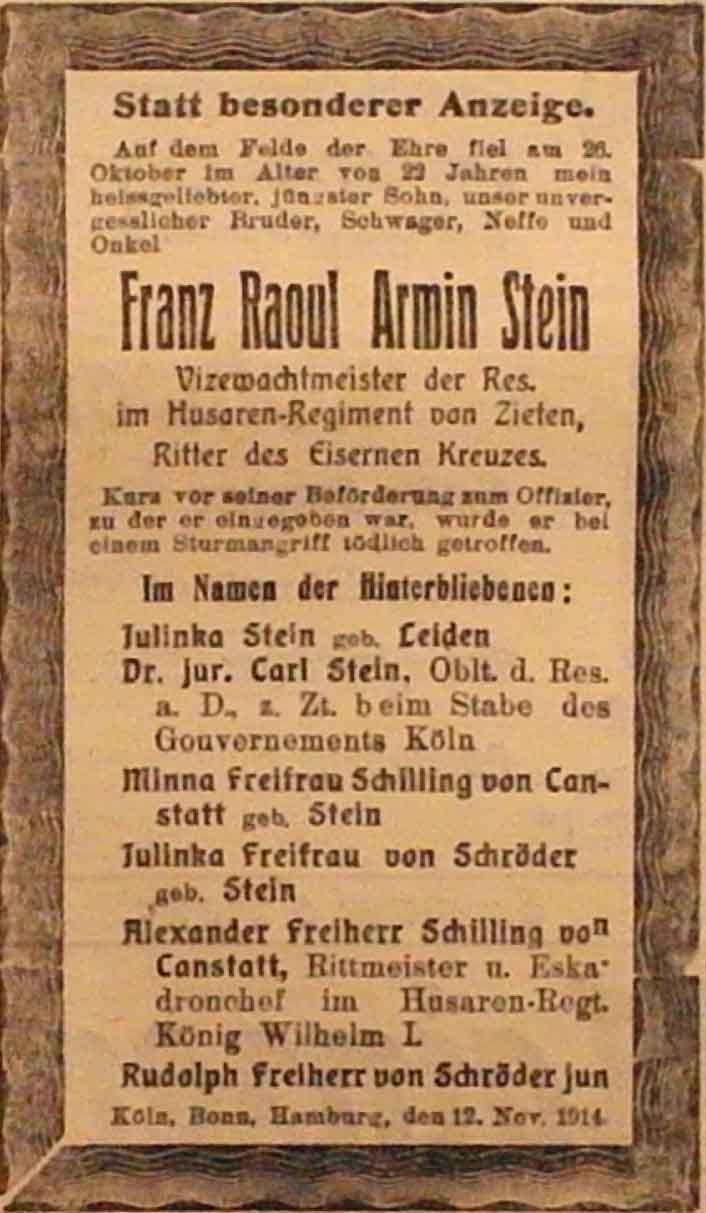 Statt besonderer Anzeige.
Auf dem Felde der Ehre fiel am 26.
Oktober im Alter von 22 Jahren mein
heissgeliebter, jüngster Sohn, unser unver-
gesslicher Bruder, Schwager, Neffe und
Onkel
Franz Raoul Armin Stein
Vizewachtmeister der Res.
im Husaren-Regiment von Zieten,
Ritter des Eisernen Kreuzes.
Kurz vor seiner Beförderung zum Offizier,
zu der er eingegeben war, wurde er bei
einem Sturmangriff tödlich getroffen.
Im Namen der Hinterbliebenen:
Julinka Stein geb. Leiden
Dr. jur. Carl Stein, Oblt. d. Res.
a. D., z. Zt. beim Stabe des
Gouvernements Köln
Minna Freifrau Schilling von Can-
statt geb. Stein
Julinka Freifrau von Schröder
geb. Stein
Alexander Freiherr Schilling von
Canstatt, Rittmeister u. Eska-
dronchef im Husaren-Regt.
König Wilhelm I.
Rudolph Freiherr von Schröder jun
Köln, Bonn, Hamburg, den 12. Nov. 1914.